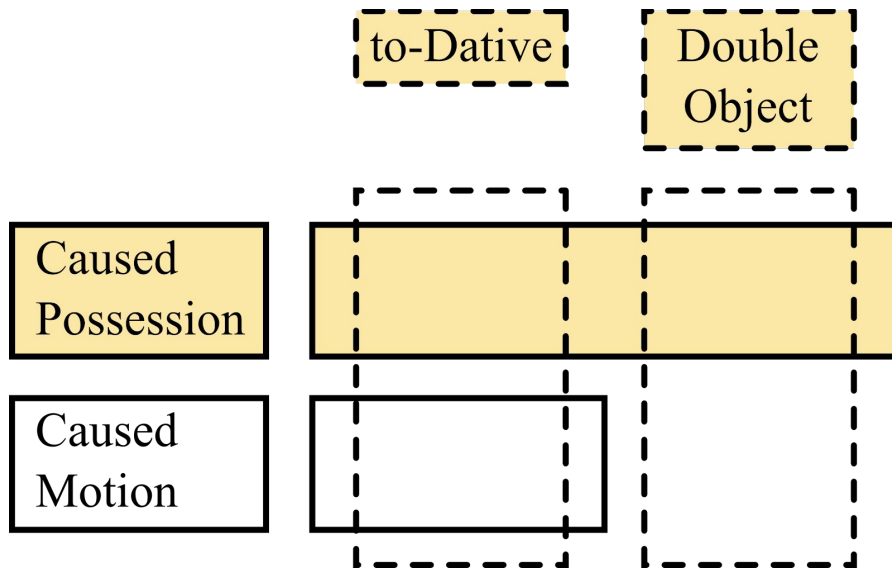 to-Dative
Double
Object
Caused
Possession
Caused
Motion